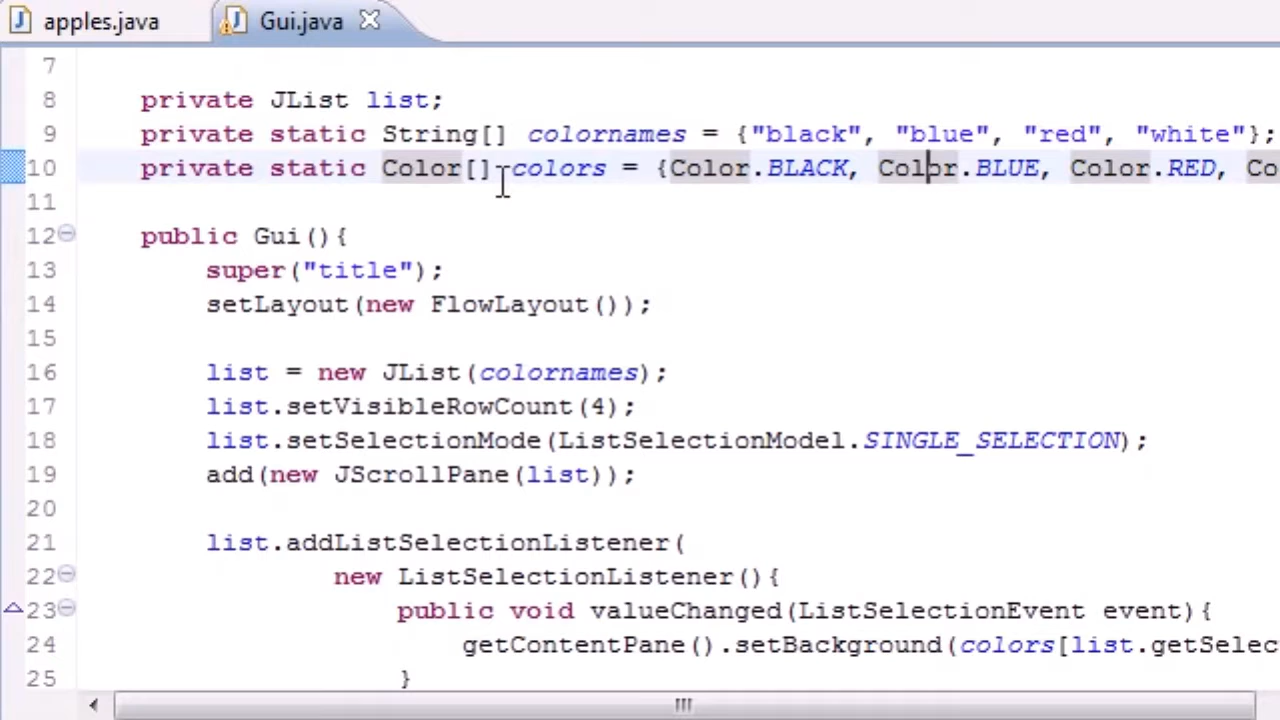 apples.java
Gui.java
7
8 private JList list;
9 private static String[] colornames = {"black", "blue", "red", "white"};
10 private static Color[] colors = {Color.BLACK, Color.BLUE, Color.RED, Co
11
12 public Gui(){
13 super("title");
14 setLayout(new FlowLayout());
15
16 list = new JList(colornames);
17 list.setVisibleRowCount(4);
18 list.setSelectionMode(ListSelectionModel.SINGLE_SELECTION);
19 add(new JScrollPane(list));
20
21 list.addListSelectionListener(
22 new ListSelectionListener(){
23 public void valueChanged(ListSelectionEvent event){
24 getContentPane().setBackground(colors[list.getSelec
25 }